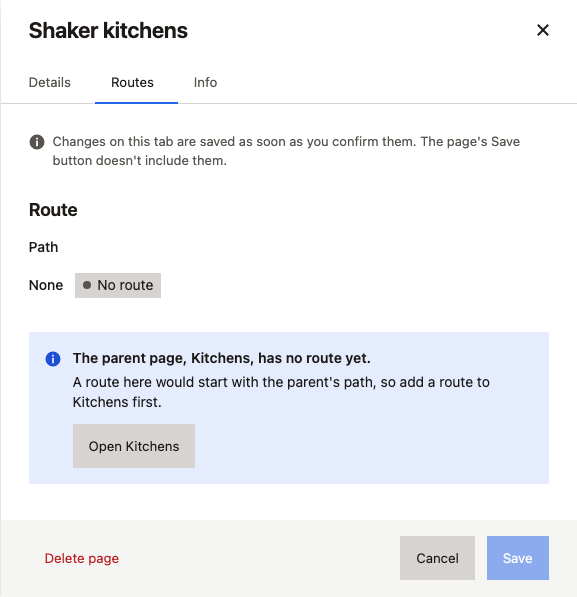 Shaker kitchens
Details Routes Info
Changes on this tab are saved as soon as you confirm them. The page's Save
button doesn't include them.
Route
Path
None No route
The parent page, Kitchens, has no route yet.
A route here would start with the parent's path, so add a route to
Kitchens first.
Open Kitchens
Delete page Cancel Save